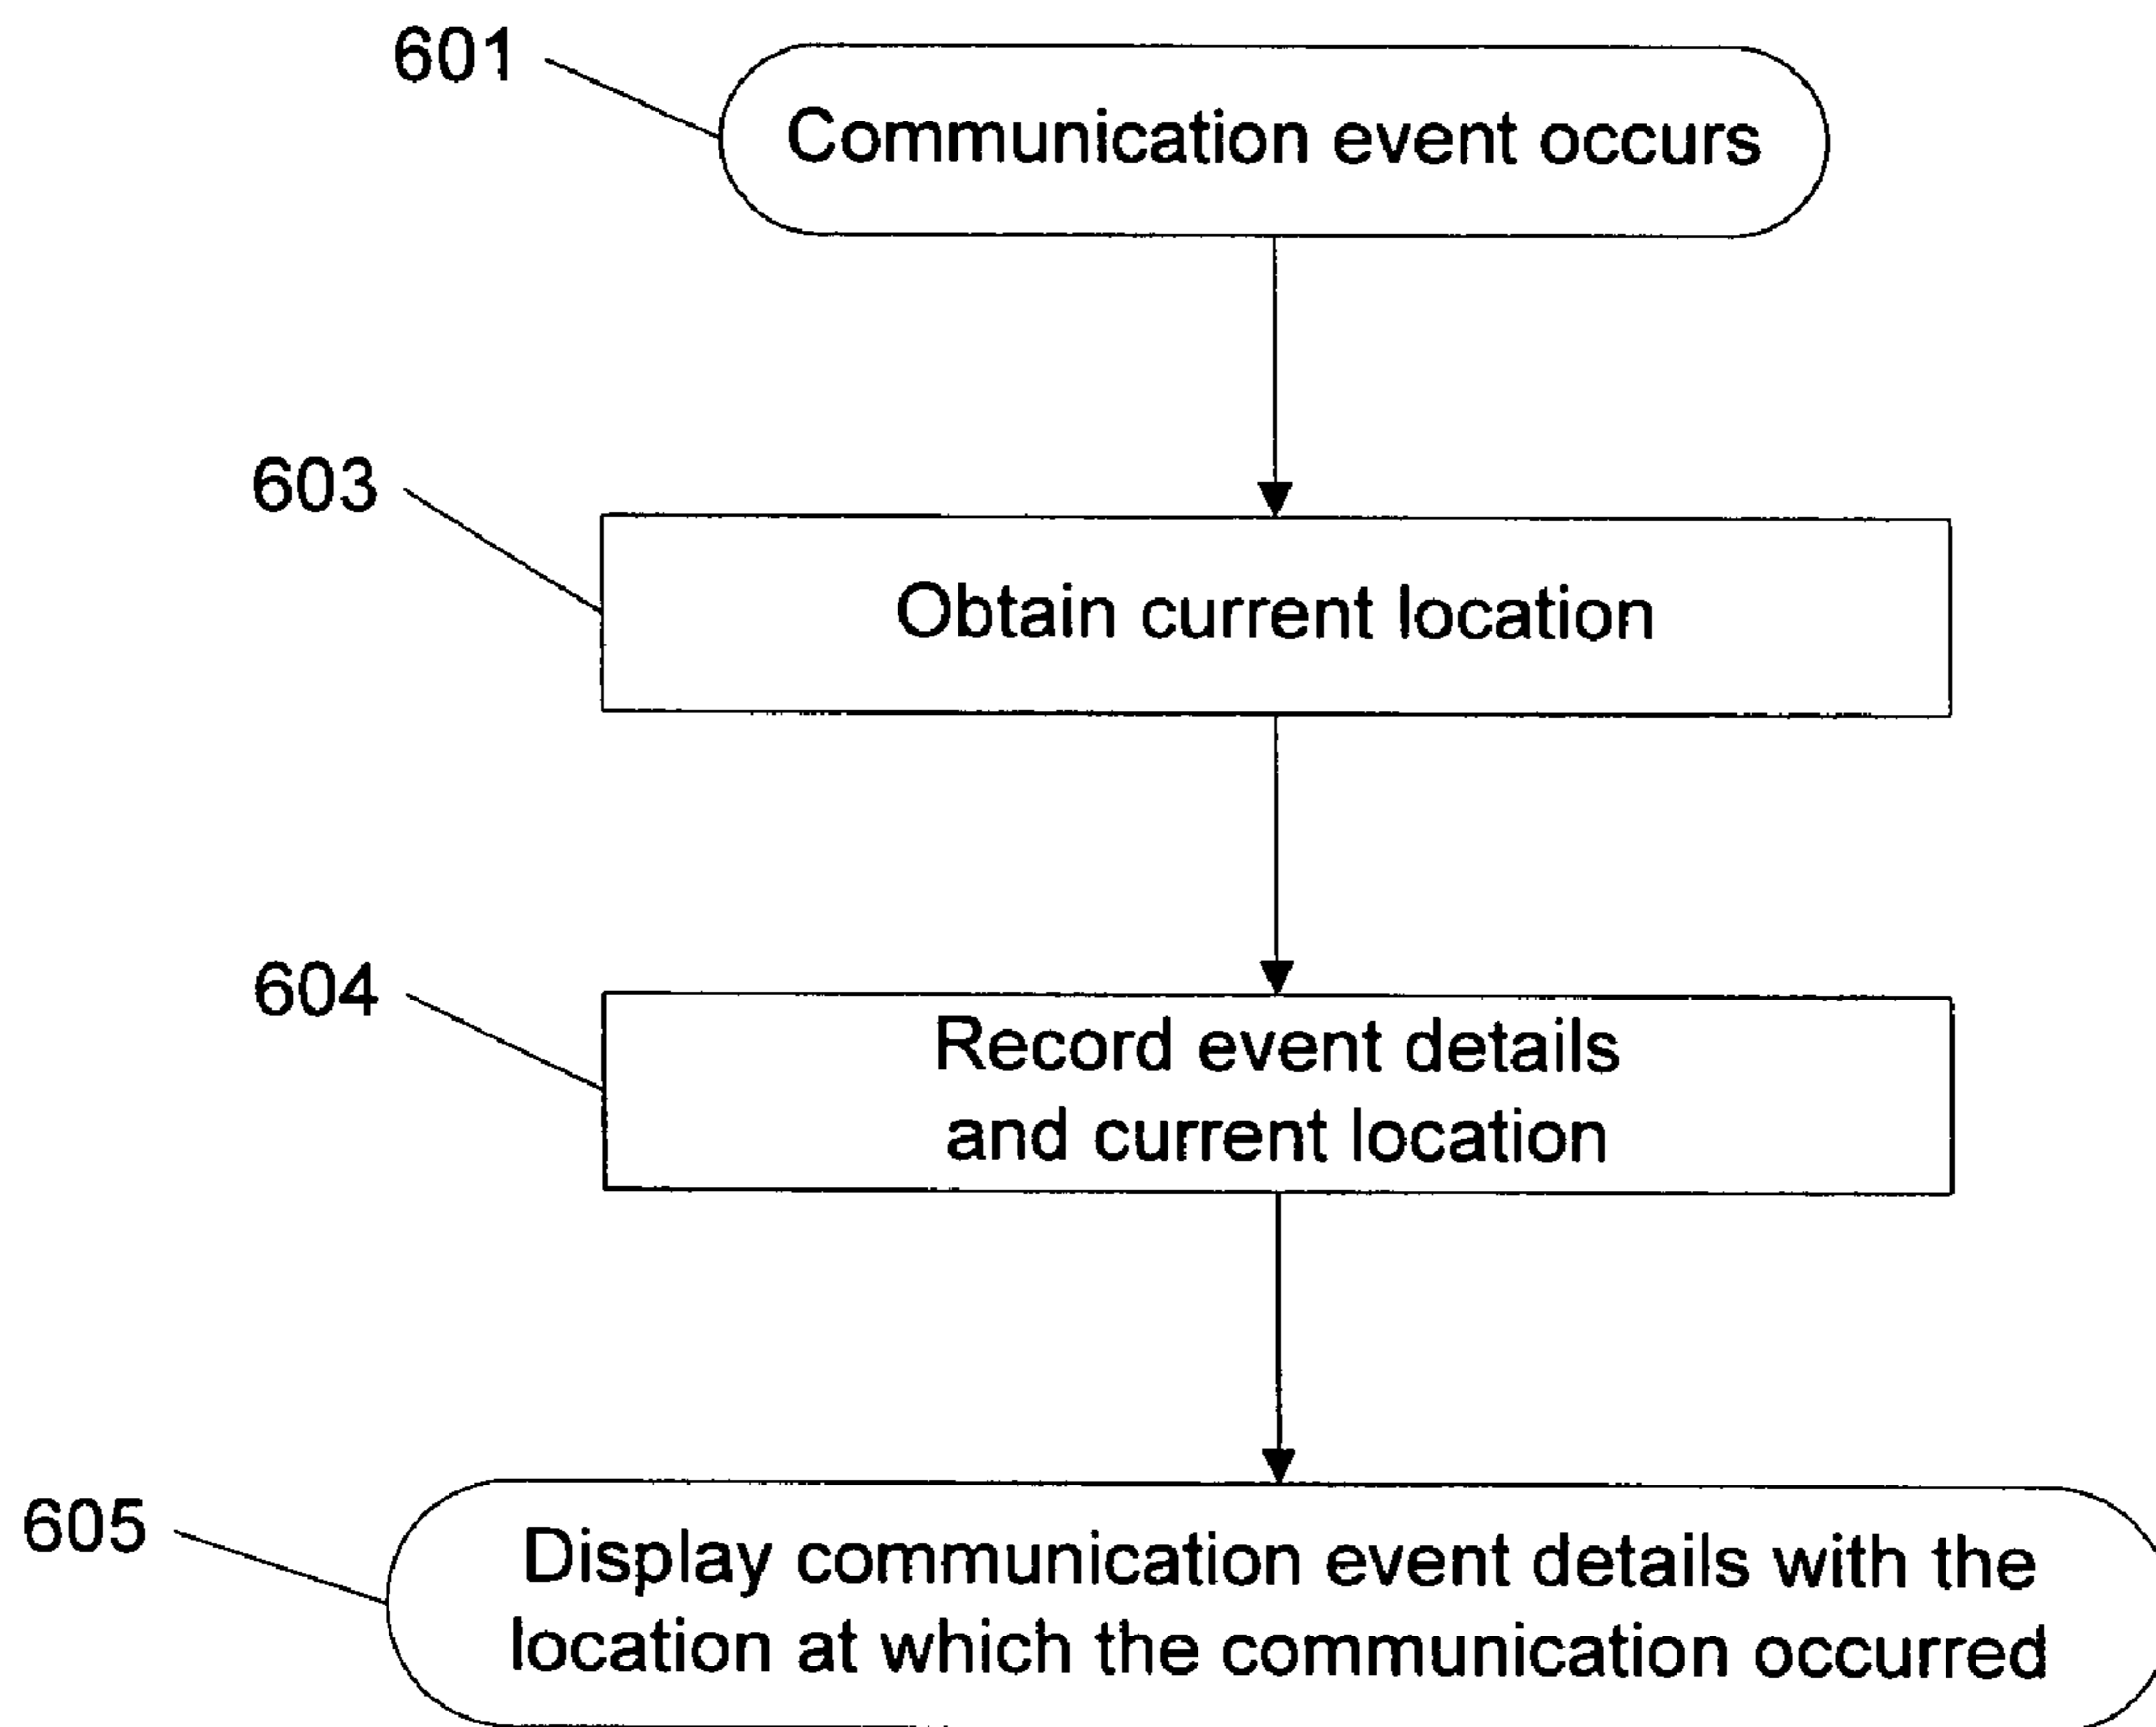 601
Communication event occurs
603
Obtain current location
604
Record event details
and current location
605
Display communication event details with the
location at which the communication occurred